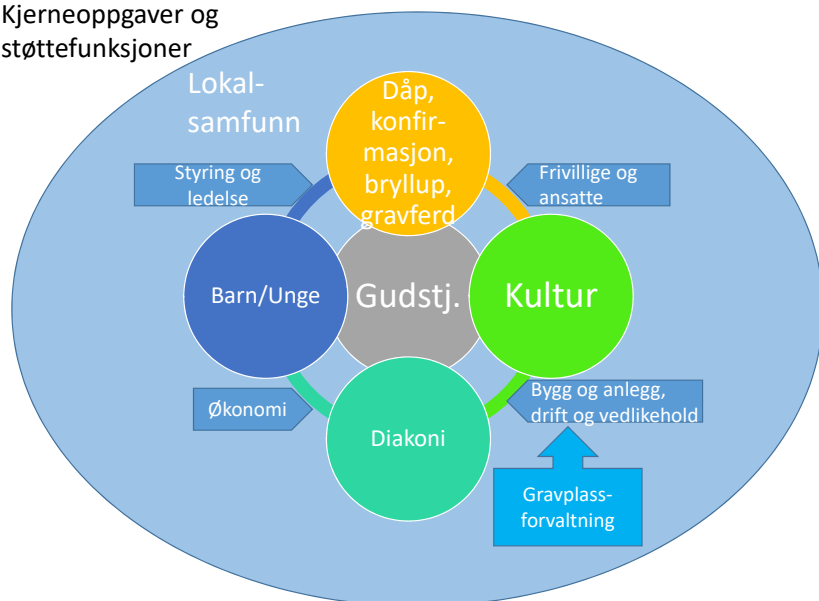 Kjerneoppgaver og
støttefunksjoner
Lokal-
samfunn
Dåp,
konfir-
masjon,
bryllup,
gravferd
Styring og
ledelse
Frivillige og
ansatte
Barn/Unge
Gudstj.
Kultur
Økonomi
Bygg og anlegg,
drift og vedlikehold
Diakoni
Gravplass-
forvaltning